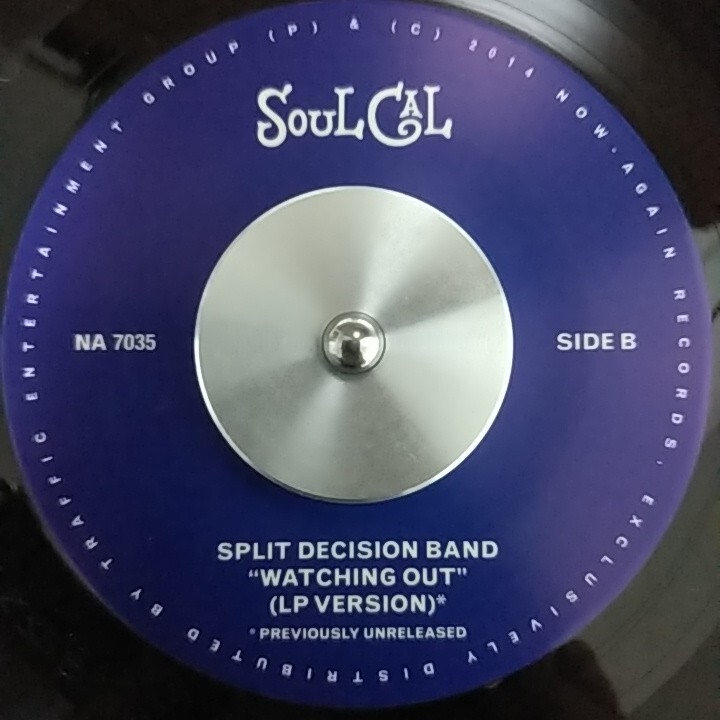 SOULCAL
NA 7035
SIDE B
SPLIT DECISION BAND
“WATCHING OUT”
(LP VERSION)*
* PREVIOUSLY UNRELEASED
(P) & (C) 2014 NOW-AGAIN RECORDS, EXCLUSIVELY DISTRIBUTED BY TRAFFIC ENTERTAINMENT GROUP